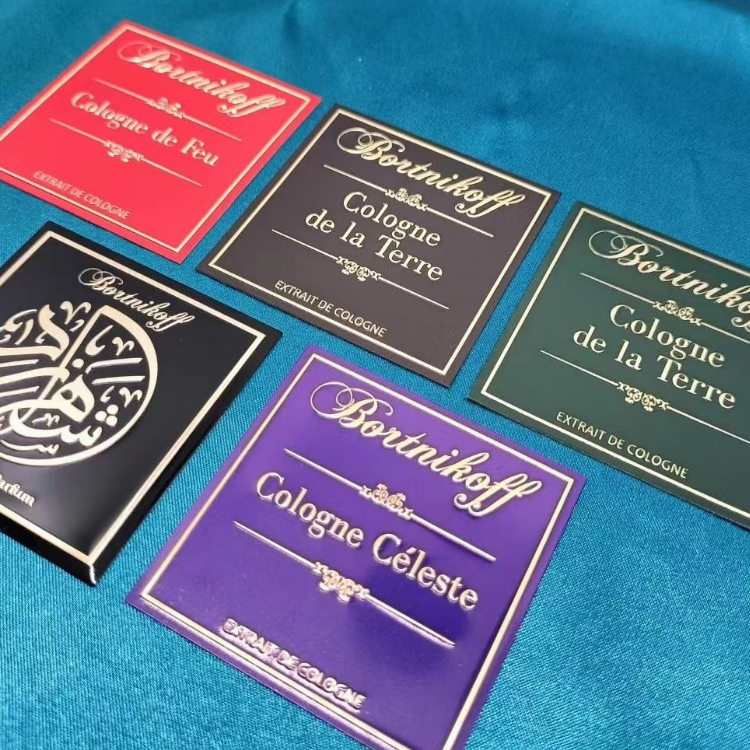 Bortnikoff
Cologne de Feu
EXTRAIT DE COLOGNE
Bortnikoff
Cologne
de la Terre
EXTRAIT DE COLOGNE
Cologne
de la Terre
EXTRAIT DE COLOGNE
Bortnikoff
Bortnikoff
Cologne Céleste
EXTRAIT DE COLOGNE